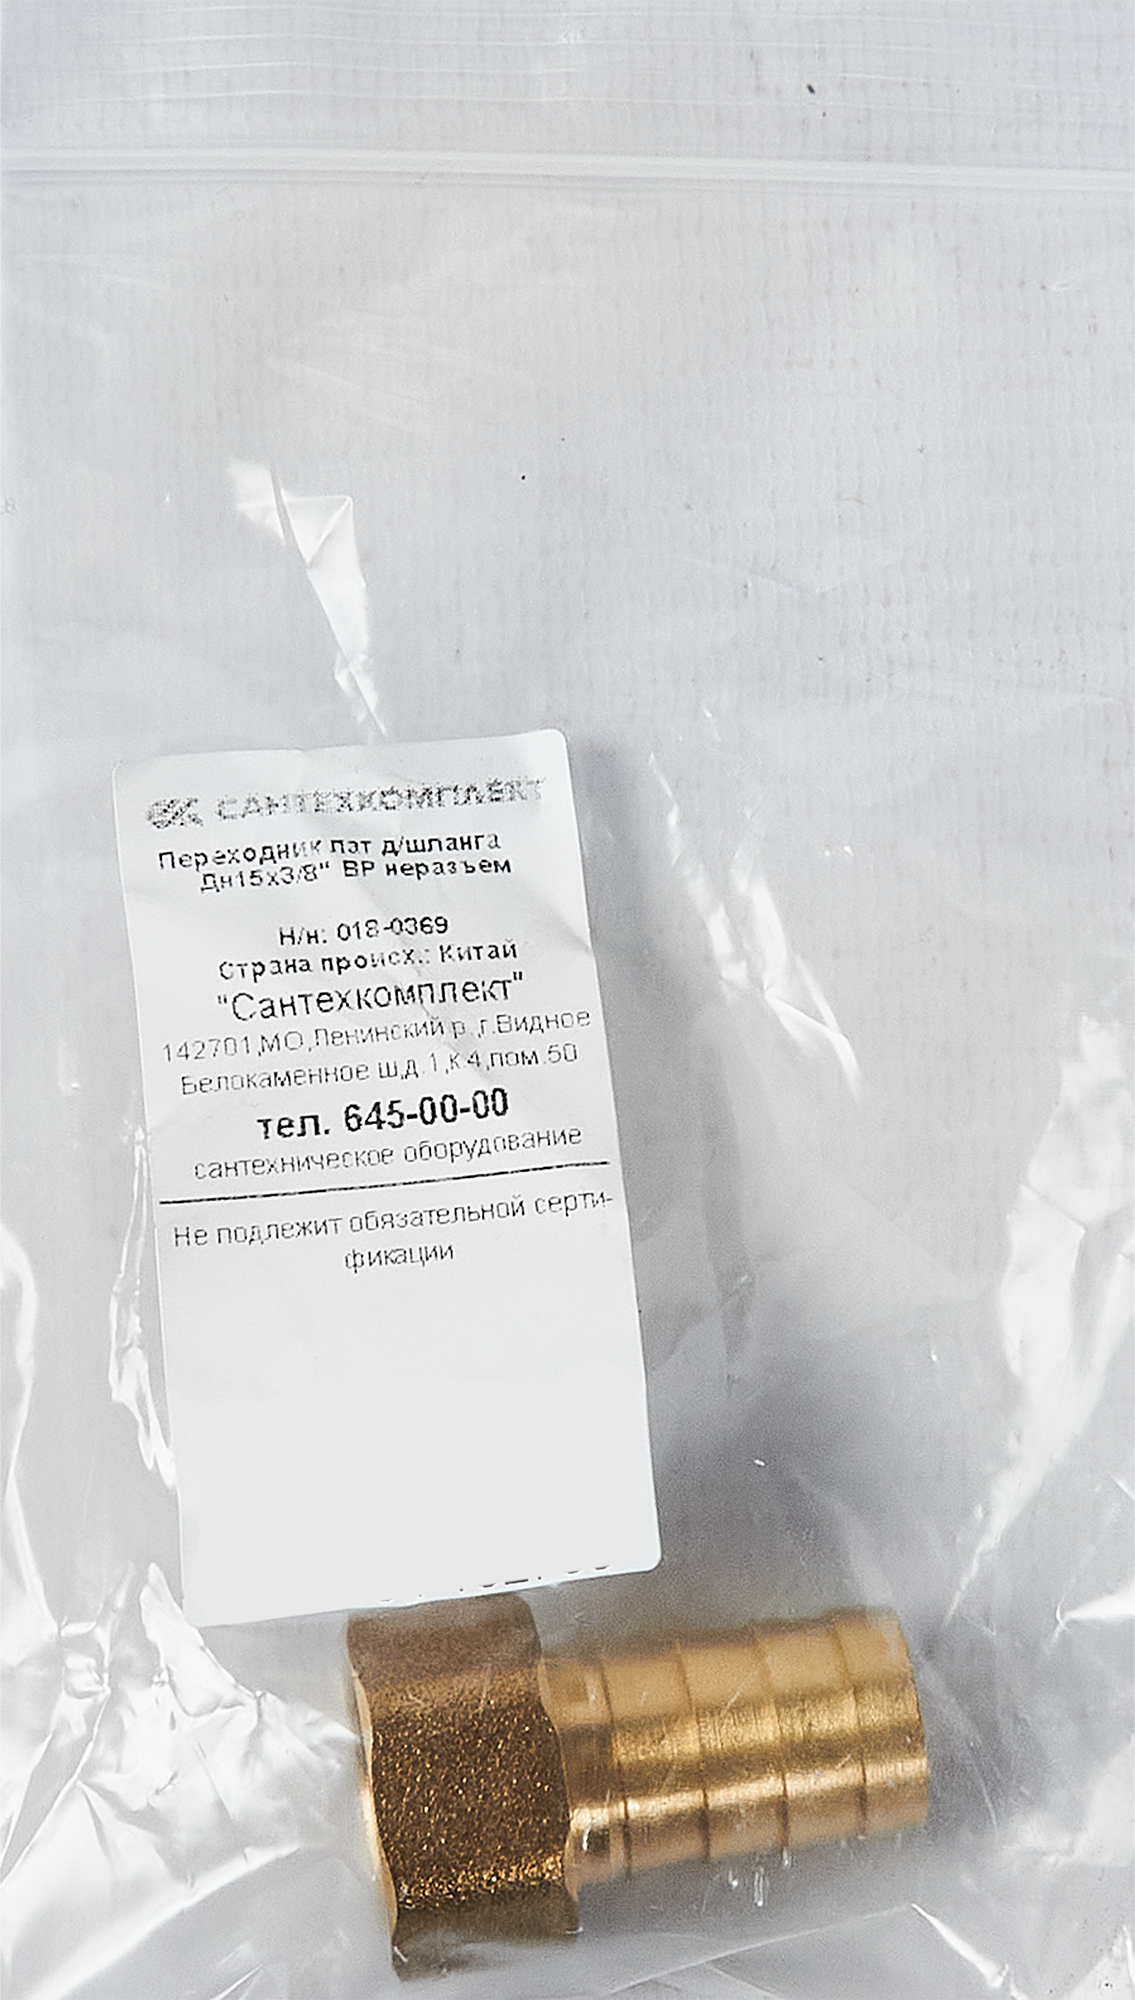 САНТЕХКОМПЛЕКТ
Переходник лат д/шланга
Дн15х3/8" ВР неразъем
Н/н: 018-0369
Страна происх.: Китай
"Сантехкомплект"
142701,МО,Ленинский р.,г.Видное
Белокаменное ш,д.1,к.4,пом.50
тел. 645-00-00
сантехническое оборудование
Не подлежит обязательной серти-
фикации